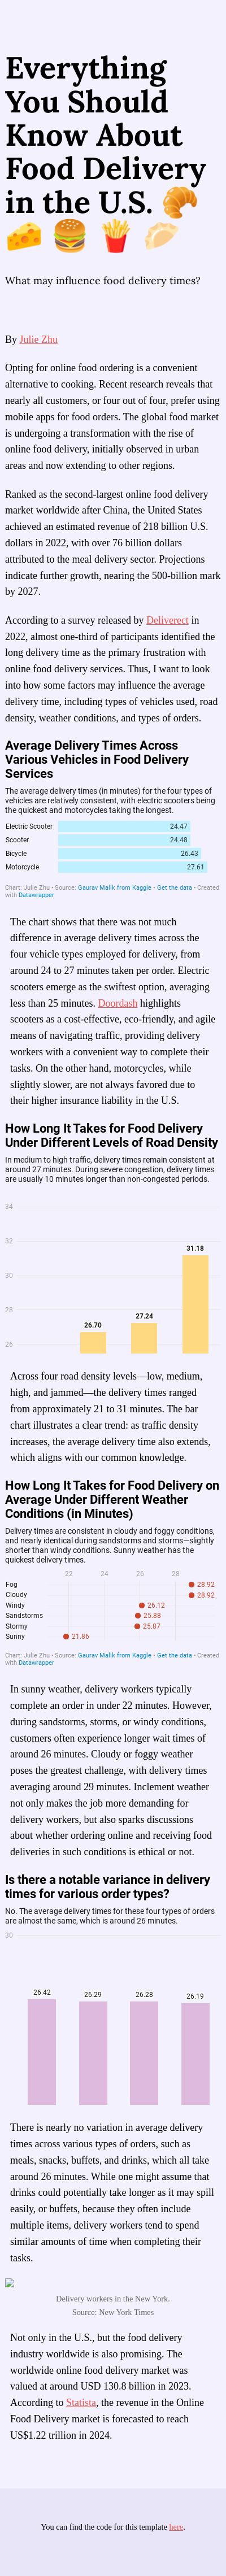 Everything
You Should
Know About
Food Delivery
in the U.S. 🥐
🧀 🍔 🍟 🥟
What may influence food delivery times?
By Julie Zhu
Opting for online food ordering is a convenient
alternative to cooking. Recent research reveals that
nearly all customers, or four out of four, prefer using
mobile apps for food orders. The global food market
is undergoing a transformation with the rise of
online food delivery, initially observed in urban
areas and now extending to other regions.
Ranked as the second-largest online food delivery
market worldwide after China, the United States
achieved an estimated revenue of 218 billion U.S.
dollars in 2022, with over 76 billion dollars
attributed to the meal delivery sector. Projections
indicate further growth, nearing the 500-billion mark
by 2027.
According to a survey released by Deliverect in
2022, almost one-third of participants identified the
long delivery time as the primary frustration with
online food delivery services. Thus, I want to look
into how some factors may influence the average
delivery time, including types of vehicles used, road
density, weather conditions, and types of orders.
Average Delivery Times Across
Various Vehicles in Food Delivery
Services
The average delivery times (in minutes) for the four types of
vehicles are relatively consistent, with electric scooters being
the quickest and motorcycles taking the longest.
Electric Scooter 24.47
Scooter 24.48
Bicycle 26.43
Motorcycle 27.61
Chart: Julie Zhu • Source: Gaurav Malik from Kaggle • Get the data • Created
with Datawrapper
The chart shows that there was not much
difference in average delivery times across the
four vehicle types employed for delivery, from
around 24 to 27 minutes taken per order. Electric
scooters emerge as the swiftest option, averaging
less than 25 minutes. Doordash highlights
scooters as a cost-effective, eco-friendly, and agile
means of navigating traffic, providing delivery
workers with a convenient way to complete their
tasks. On the other hand, motorcycles, while
slightly slower, are not always favored due to
their higher insurance liability in the U.S.
How Long It Takes for Food Delivery
Under Different Levels of Road Density
In medium to high traffic, delivery times remain consistent at
around 27 minutes. During severe congestion, delivery times
are usually 10 minutes longer than non-congested periods.
34
32
31.18
30
28
27.24
26.70
26
Across four road density levels—low, medium,
high, and jammed—the delivery times ranged
from approximately 21 to 31 minutes. The bar
chart illustrates a clear trend: as traffic density
increases, the average delivery time also extends,
which aligns with our common knowledge.
How Long It Takes for Food Delivery on
Average Under Different Weather
Conditions (in Minutes)
Delivery times are consistent in cloudy and foggy conditions,
and nearly identical during sandstorms and storms—slightly
shorter than windy conditions. Sunny weather has the
quickest delivery times.
22 24 26 28
Fog 28.92
Cloudy 28.92
Windy 26.12
Sandstorms 25.88
Stormy 25.87
Sunny 21.86
Chart: Julie Zhu • Source: Gaurav Malik from Kaggle • Get the data • Created
with Datawrapper
In sunny weather, delivery workers typically
complete an order in under 22 minutes. However,
during sandstorms, storms, or windy conditions,
customers often experience longer wait times of
around 26 minutes. Cloudy or foggy weather
poses the greatest challenge, with delivery times
averaging around 29 minutes. Inclement weather
not only makes the job more demanding for
delivery workers, but also sparks discussions
about whether ordering online and receiving food
deliveries in such conditions is ethical or not.
Is there a notable variance in delivery
times for various order types?
No. The average delivery times for these four types of orders
are almost the same, which is around 26 minutes.
30
26.42 26.29 26.28 26.19
There is nearly no variation in average delivery
times across various types of orders, such as
meals, snacks, buffets, and drinks, which all take
around 26 minutes. While one might assume that
drinks could potentially take longer as it may spill
easily, or buffets, because they often include
multiple items, delivery workers tend to spend
similar amounts of time when completing their
tasks.
Delivery workers in the New York.
Source: New York Times
Not only in the U.S., but the food delivery
industry worldwide is also promising. The
worldwide online food delivery market was
valued at around USD 130.8 billion in 2023.
According to Statista, the revenue in the Online
Food Delivery market is forecasted to reach
US$1.22 trillion in 2024.
You can find the code for this template here.